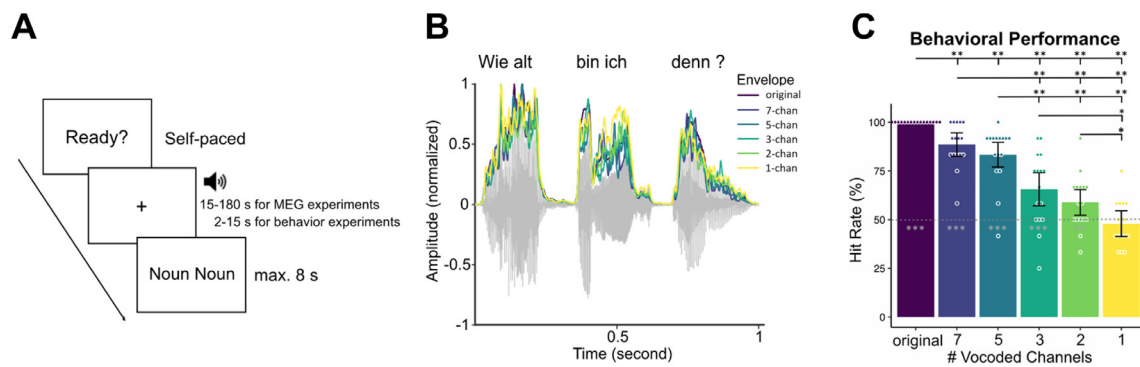 A
Ready?
Self-paced
+
15-180 s for MEG experiments
2-15 s for behavior experiments
Noun Noun
max. 8 s
B
Wie alt
bin ich
denn ?
Envelope
original
7-chan
5-chan
3-chan
2-chan
1-chan
Amplitude (normalized)
1
0.5
0
-0.5
-1
0.5
1
Time (second)
C
Behavioral Performance
** ** ** ** **
** ** **
** ** **
*
*
Hit Rate (%)
100
75
50
25
0
*** *** *** ***
original 7 5 3 2 1
# Vocoded Channels